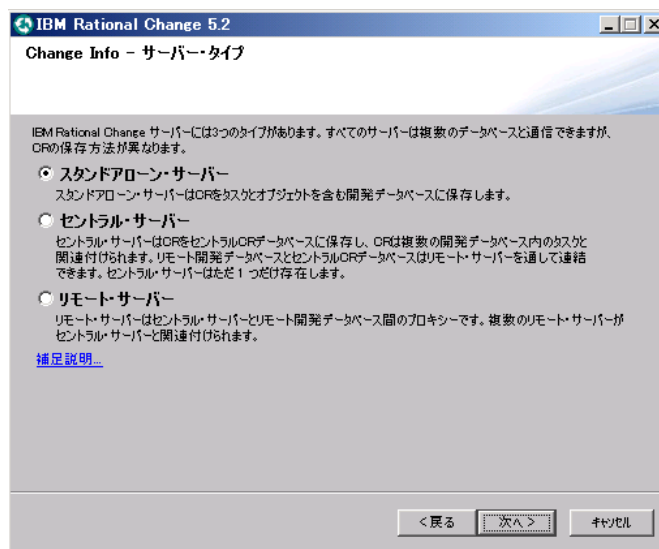 IBM Rational Change 5.2
Change Info - サーバー・タイプ
IBM Rational Change サーバーには3つのタイプがあります。すべてのサーバーは複数のデータベースと通信できますが、
CRの保存方法が異なります。
スタンドアローン・サーバー
スタンドアローン・サーバーはCRをタスクとオブジェクトを含む開発データベースに保存します。
セントラル・サーバー
セントラル・サーバーはCRをセントラルCRデータベースに保存し、CRは複数の開発データベース内のタスクと
関連付けられます。リモート開発データベースとセントラルCRデータベースはリモート・サーバーを通して連結
できます。セントラル・サーバーはただ1つだけ存在します。
リモート・サーバー
リモート・サーバーはセントラル・サーバーとリモート開発データベース間のプロキシーです。複数のリモート・サーバーが
セントラル・サーバーと関連付けられます。
補足説明...
<戻る 次へ> キャンセル